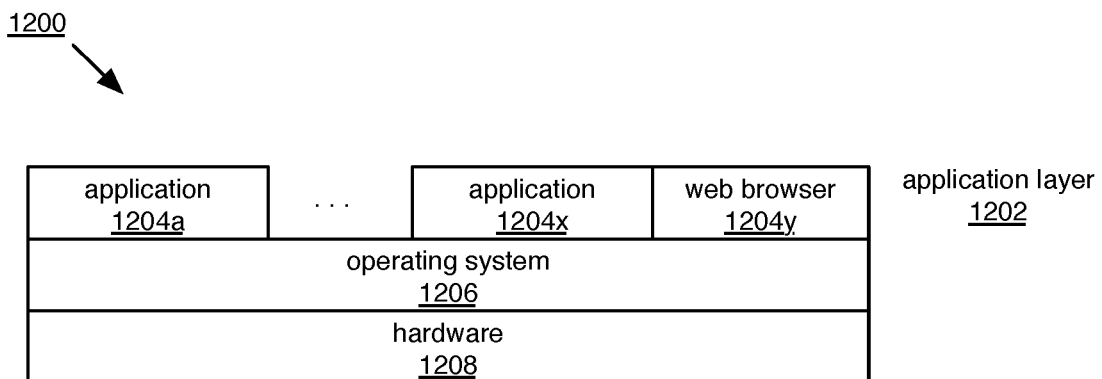 1200
application
1204a
. . .
application
1204x
web browser
1204y
application layer
1202
operating system
1206
hardware
1208